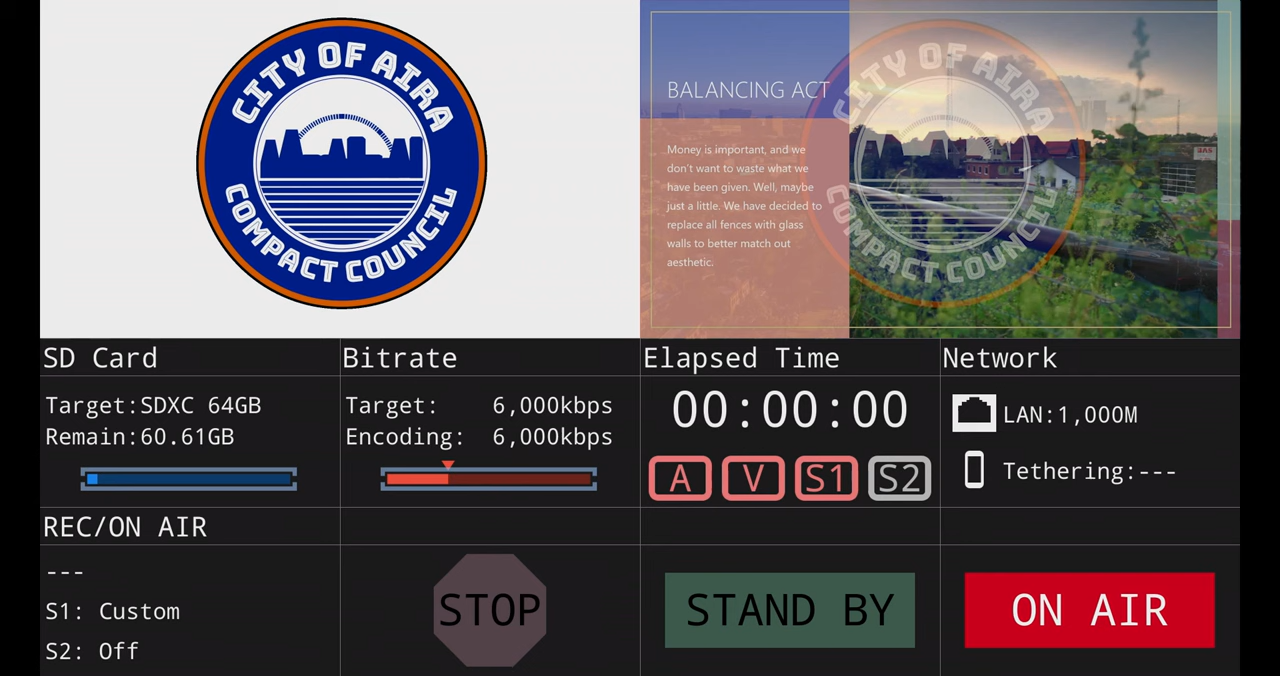 CITY OF AIRA
COMPACT COUNCIL
CITY OF AIRA
COMPACT COUNCIL
BALANCING ACT
Money is important, and we
don't want to waste what we
have been given. Well, maybe
just a little. We have decided to
replace all fences with glass
walls to better match out
aesthetic.
SD Card
Target:SDXC 64GB
Remain:60.61GB
Bitrate
Target: 6,000kbps
Encoding: 6,000kbps
Elapsed Time
00:00:00
A V S1 S2
Network
LAN:1,000M
Tethering:---
REC/ON AIR
---
S1: Custom
S2: Off
STOP
STAND BY
ON AIR